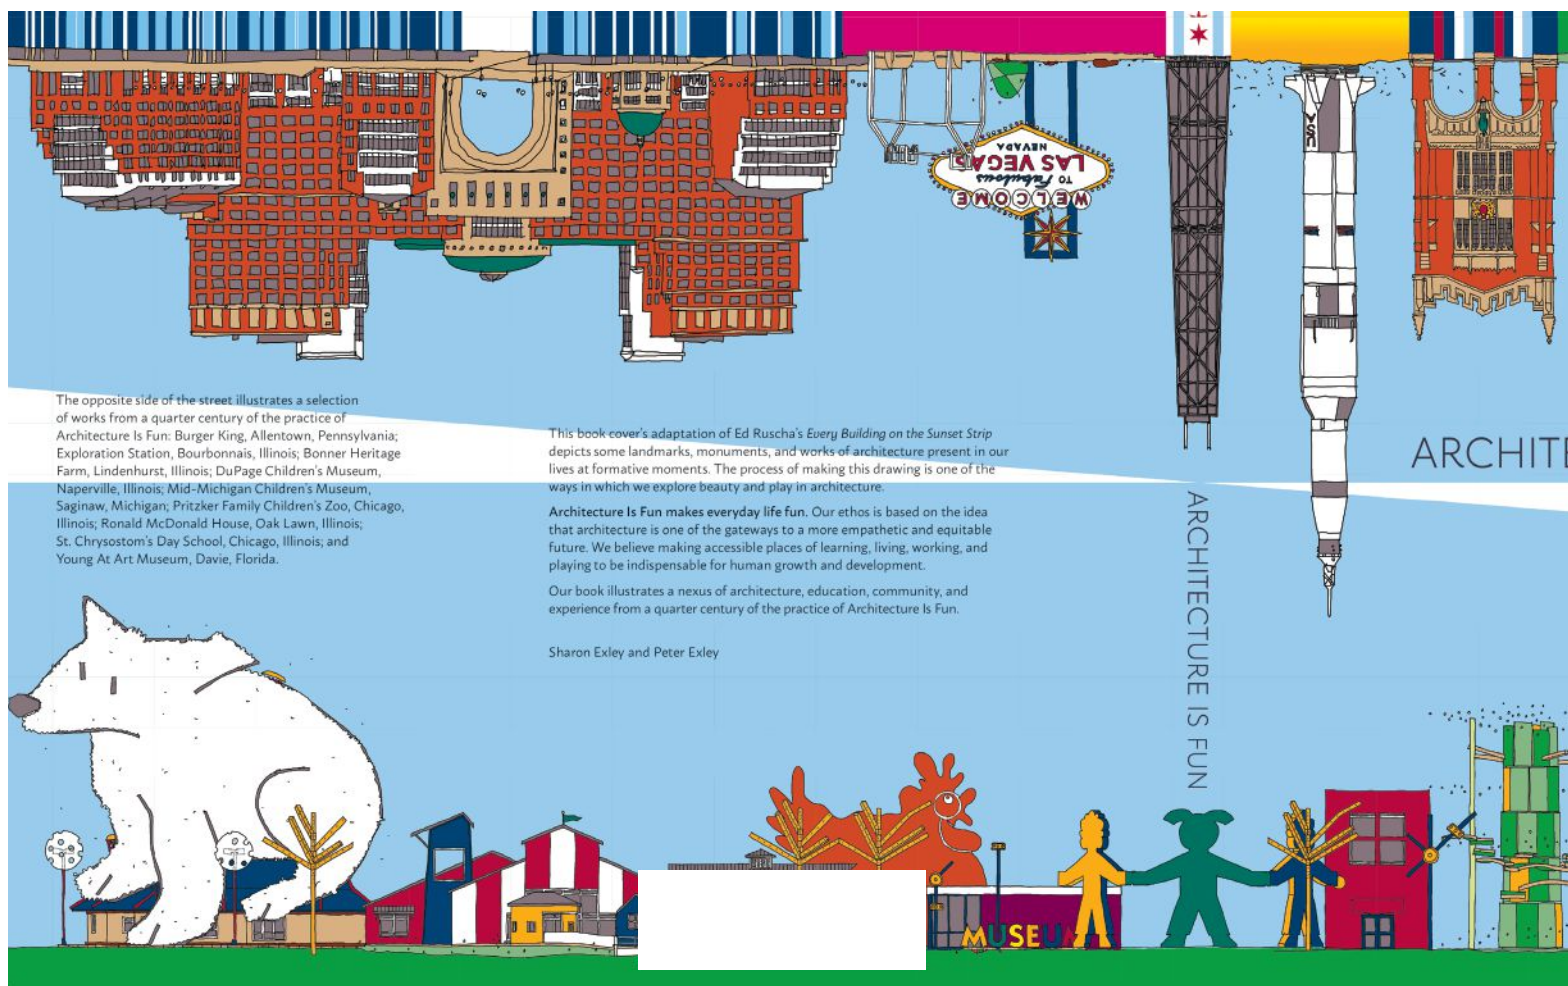 USA
NEVADA
LAS VEGAS
TO Fabulous
WELCOME
The opposite side of the street illustrates a selection
of works from a quarter century of the practice of
Architecture Is Fun: Burger King, Allentown, Pennsylvania;
Exploration Station, Bourbonnais, Illinois; Bonner Heritage
Farm, Lindenhurst, Illinois; DuPage Children's Museum,
Naperville, Illinois; Mid-Michigan Children's Museum,
Saginaw, Michigan; Pritzker Family Children's Zoo, Chicago,
Illinois; Ronald McDonald House, Oak Lawn, Illinois;
St. Chrysostom's Day School, Chicago, Illinois; and
Young At Art Museum, Davie, Florida.
This book cover's adaptation of Ed Ruscha's Every Building on the Sunset Strip
depicts some landmarks, monuments, and works of architecture present in our
lives at formative moments. The process of making this drawing is one of the
ways in which we explore beauty and play in architecture.
Architecture Is Fun makes everyday life fun. Our ethos is based on the idea
that architecture is one of the gateways to a more empathetic and equitable
future. We believe making accessible places of learning, living, working, and
playing to be indispensable for human growth and development.
Our book illustrates a nexus of architecture, education, community, and
experience from a quarter century of the practice of Architecture Is Fun.
Sharon Exley and Peter Exley
ARCHITECTURE IS FUN
ARCHITE
MUSEUM